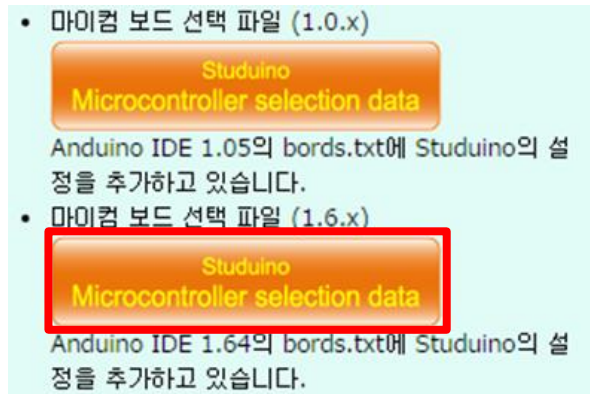 • 마이컴 보드 선택 파일 (1.0.x)
Studuino
Microcontroller selection data
Anduino IDE 1.05의 bords.txt에 Studuino의 설
정을 추가하고 있습니다.
• 마이컴 보드 선택 파일 (1.6.x)
Studuino
Microcontroller selection data
Anduino IDE 1.64의 bords.txt에 Studuino의 설
정을 추가하고 있습니다.